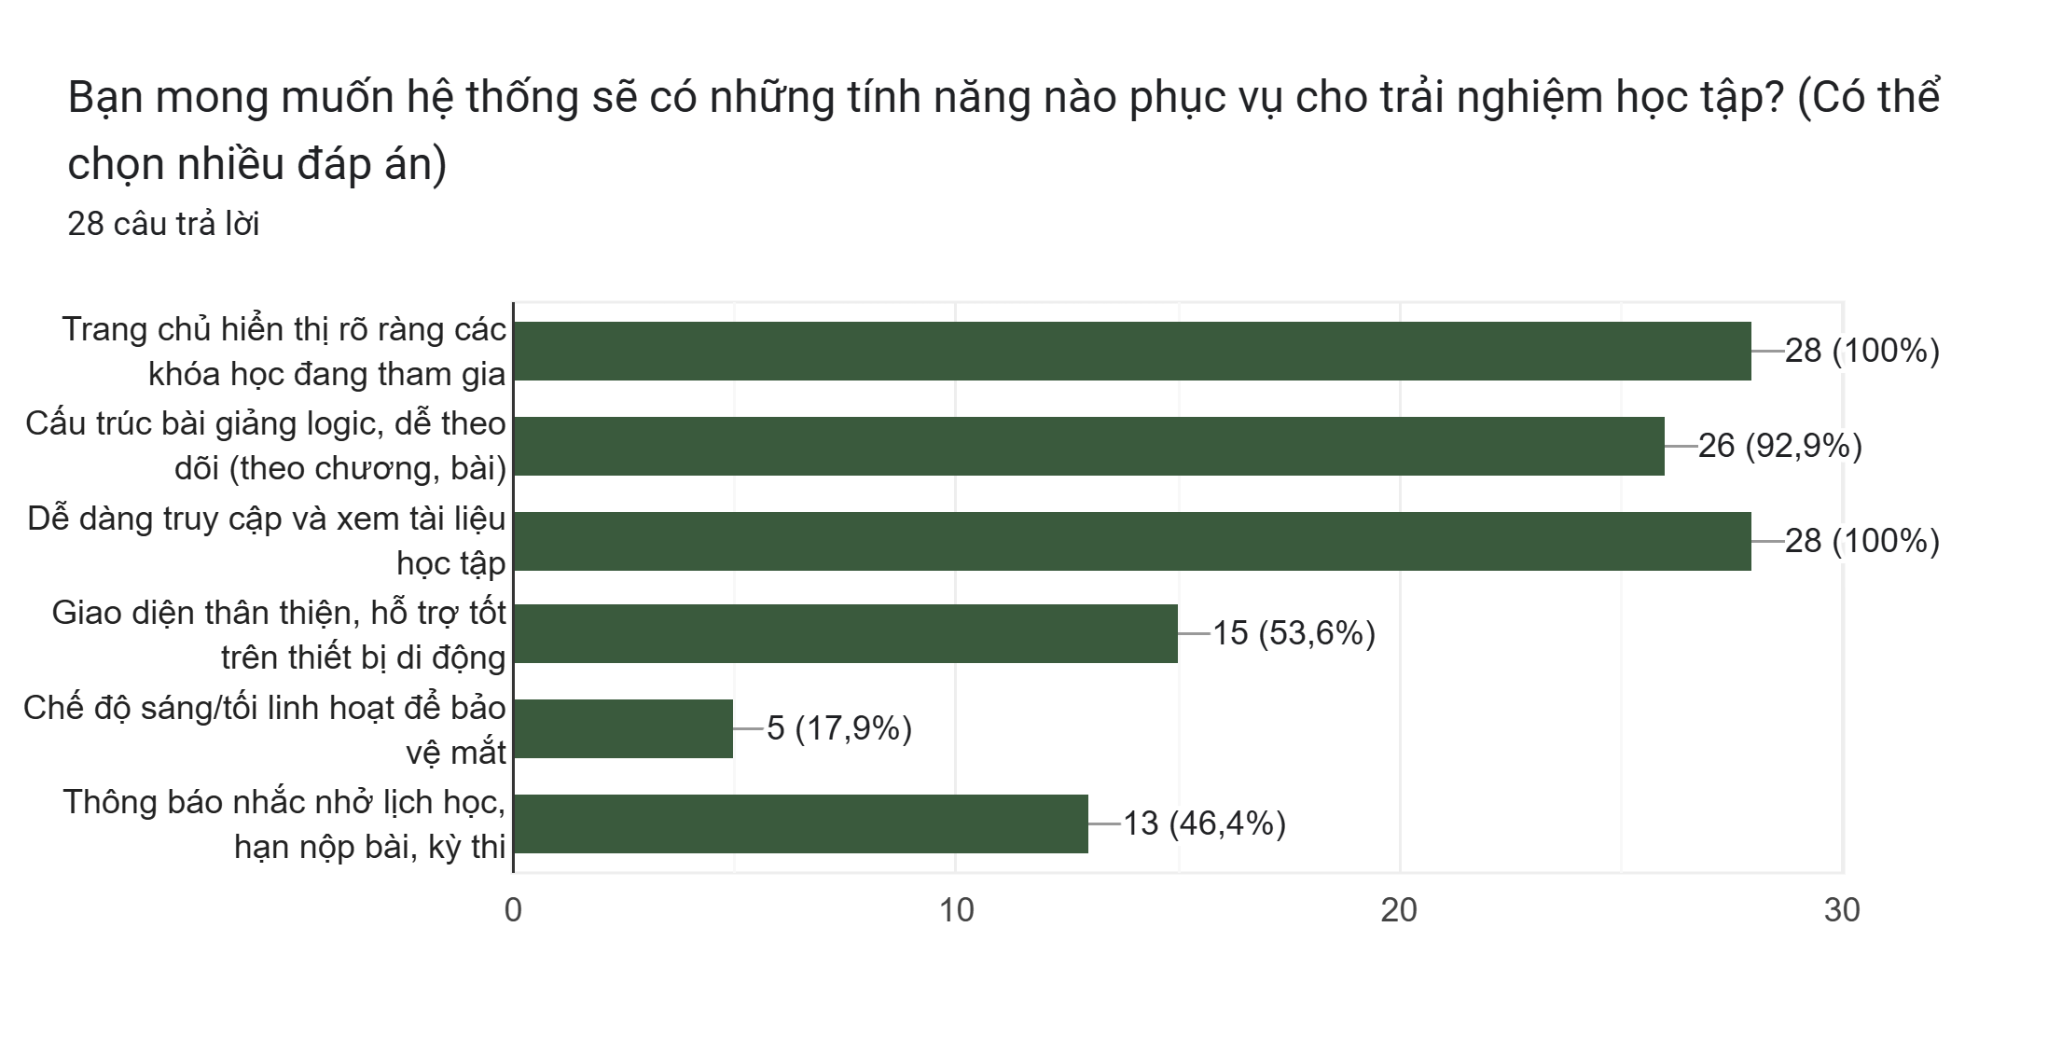 Bạn mong muốn hệ thống sẽ có những tính năng nào phục vụ cho trải nghiệm học tập? (Có thể
chọn nhiều đáp án)
28 câu trả lời
Trang chủ hiển thị rõ ràng các
khóa học đang tham gia
28 (100%)
Cấu trúc bài giảng logic, dễ theo
dõi (theo chương, bài)
26 (92,9%)
Dễ dàng truy cập và xem tài liệu
học tập
28 (100%)
Giao diện thân thiện, hỗ trợ tốt
trên thiết bị di động
15 (53,6%)
Chế độ sáng/tối linh hoạt để bảo
vệ mắt
5 (17,9%)
Thông báo nhắc nhở lịch học,
hạn nộp bài, kỳ thi
13 (46,4%)
0 10 20 30